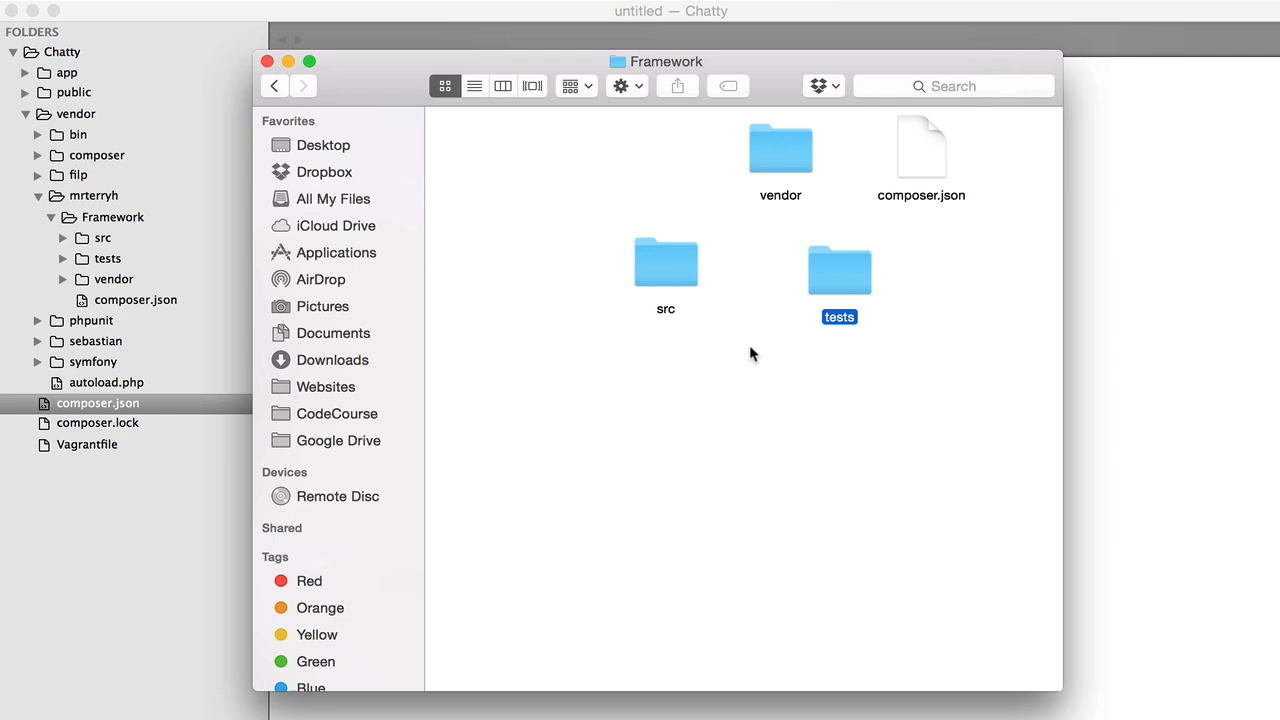 untitled — Chatty
FOLDERS
Chatty
app
public
vendor
bin
composer
filp
mrterryh
Framework
src
tests
vendor
composer.json
phpunit
sebastian
symfony
autoload.php
composer.json
composer.lock
Vagrantfile
Framework
Search
Favorites
Desktop
Dropbox
All My Files
iCloud Drive
Applications
AirDrop
Pictures
Documents
Downloads
Websites
CodeCourse
Google Drive
Devices
Remote Disc
Shared
Tags
Red
Orange
Yellow
Green
Blue
vendor
composer.json
src
tests